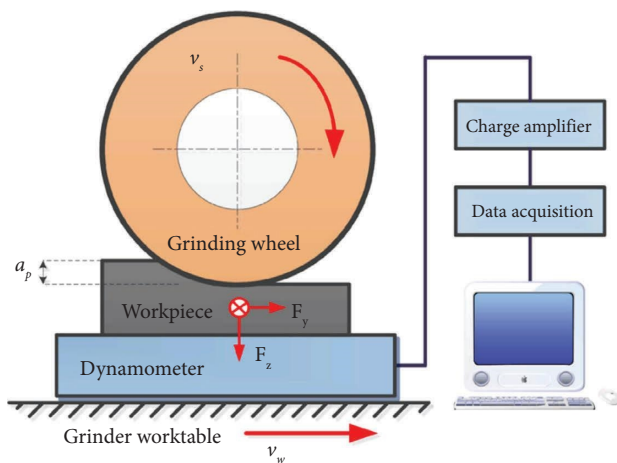 v_s
Grinding wheel
a_p
Workpiece
F_y
F_z
Dynamometer
Grinder worktable
v_w
Charge amplifier
Data acquisition